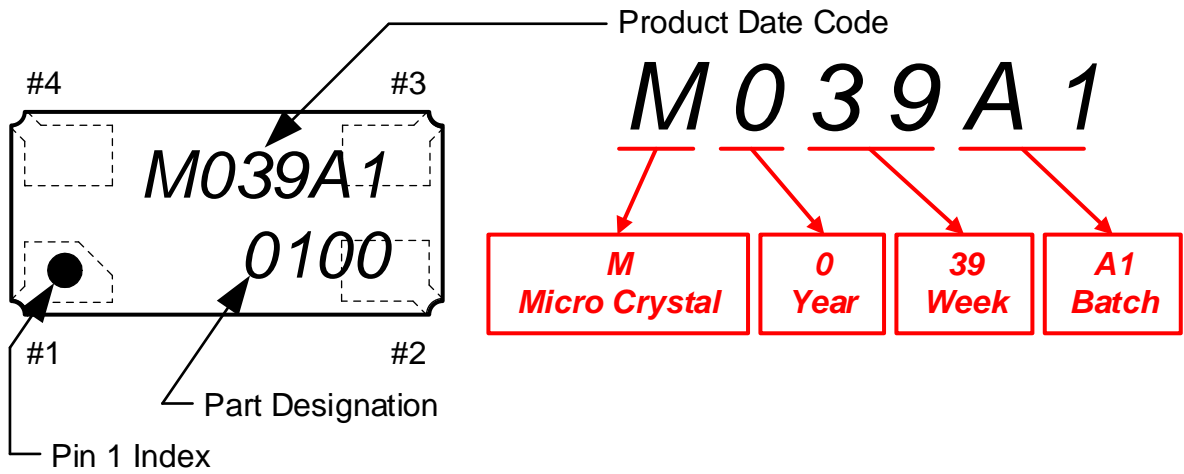 Product Date Code
#4
#3
M039A1
0100
#1
#2
Part Designation
Pin 1 Index
M039A1
M
Micro Crystal
0
Year
39
Week
A1
Batch